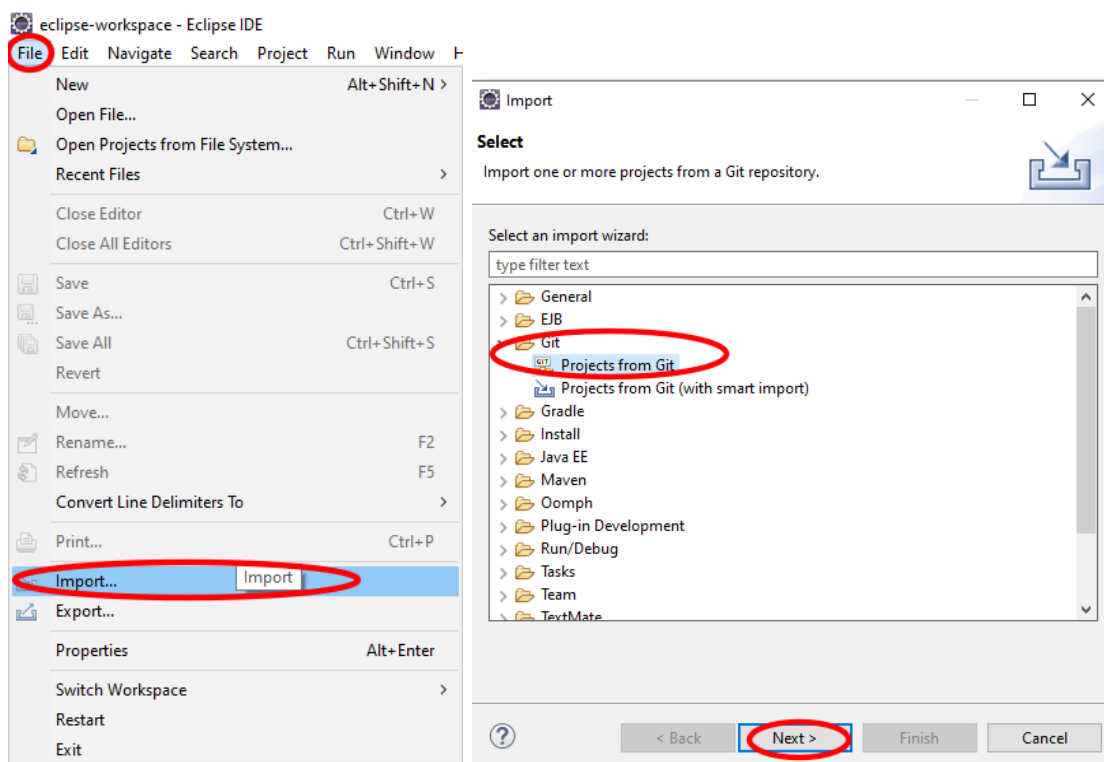 eclipse-workspace - Eclipse IDE
File Edit Navigate Search Project Run Window H
New Alt+Shift+N >
Open File...
Open Projects from File System...
Recent Files >
Close Editor Ctrl+W
Close All Editors Ctrl+Shift+W
Save Ctrl+S
Save As...
Save All Ctrl+Shift+S
Revert
Move...
Rename... F2
Refresh F5
Convert Line Delimiters To >
Print... Ctrl+P
Import... Import
Export...
Properties Alt+Enter
Switch Workspace >
Restart
Exit
Import
Select
Import one or more projects from a Git repository.
Select an import wizard:
type filter text
> General
> EJB
Git
GIT Projects from Git
Projects from Git (with smart import)
> Gradle
> Install
> Java EE
> Maven
> Oomph
> Plug-in Development
> Run/Debug
> Tasks
> Team
> TextMate
? < Back Next > Finish Cancel